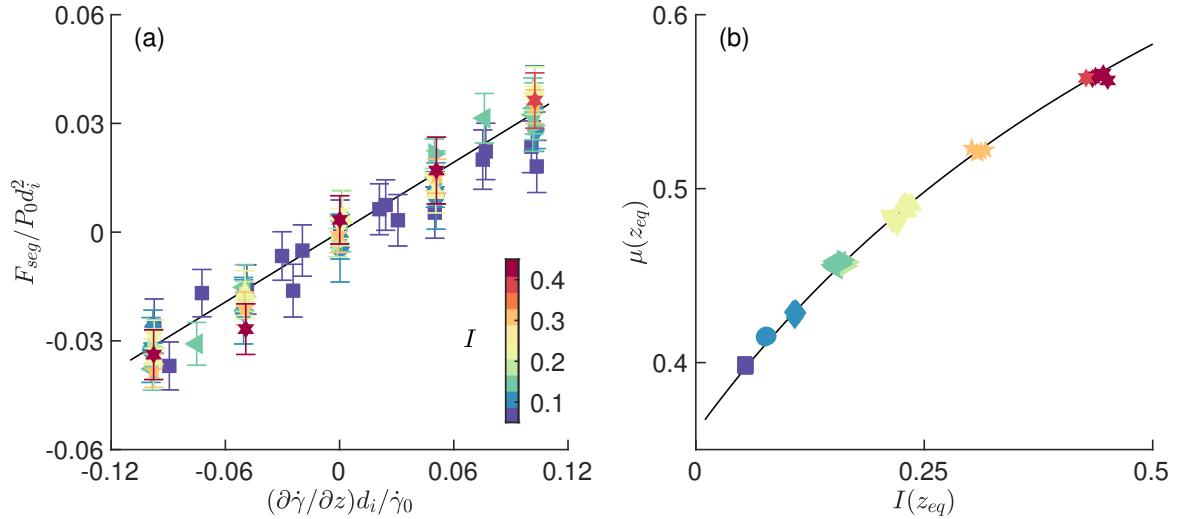 (a)
0.06
0.03
0
-0.03
-0.06
F_{seg}/P_0d_i^2
-0.12
-0.06
0
0.06
0.12
(∂γ̇/∂z)d_i/γ̇_0
I
0.4
0.3
0.2
0.1
(b)
0.6
0.5
0.4
μ(z_{eq})
0
0.25
0.5
I(z_{eq})